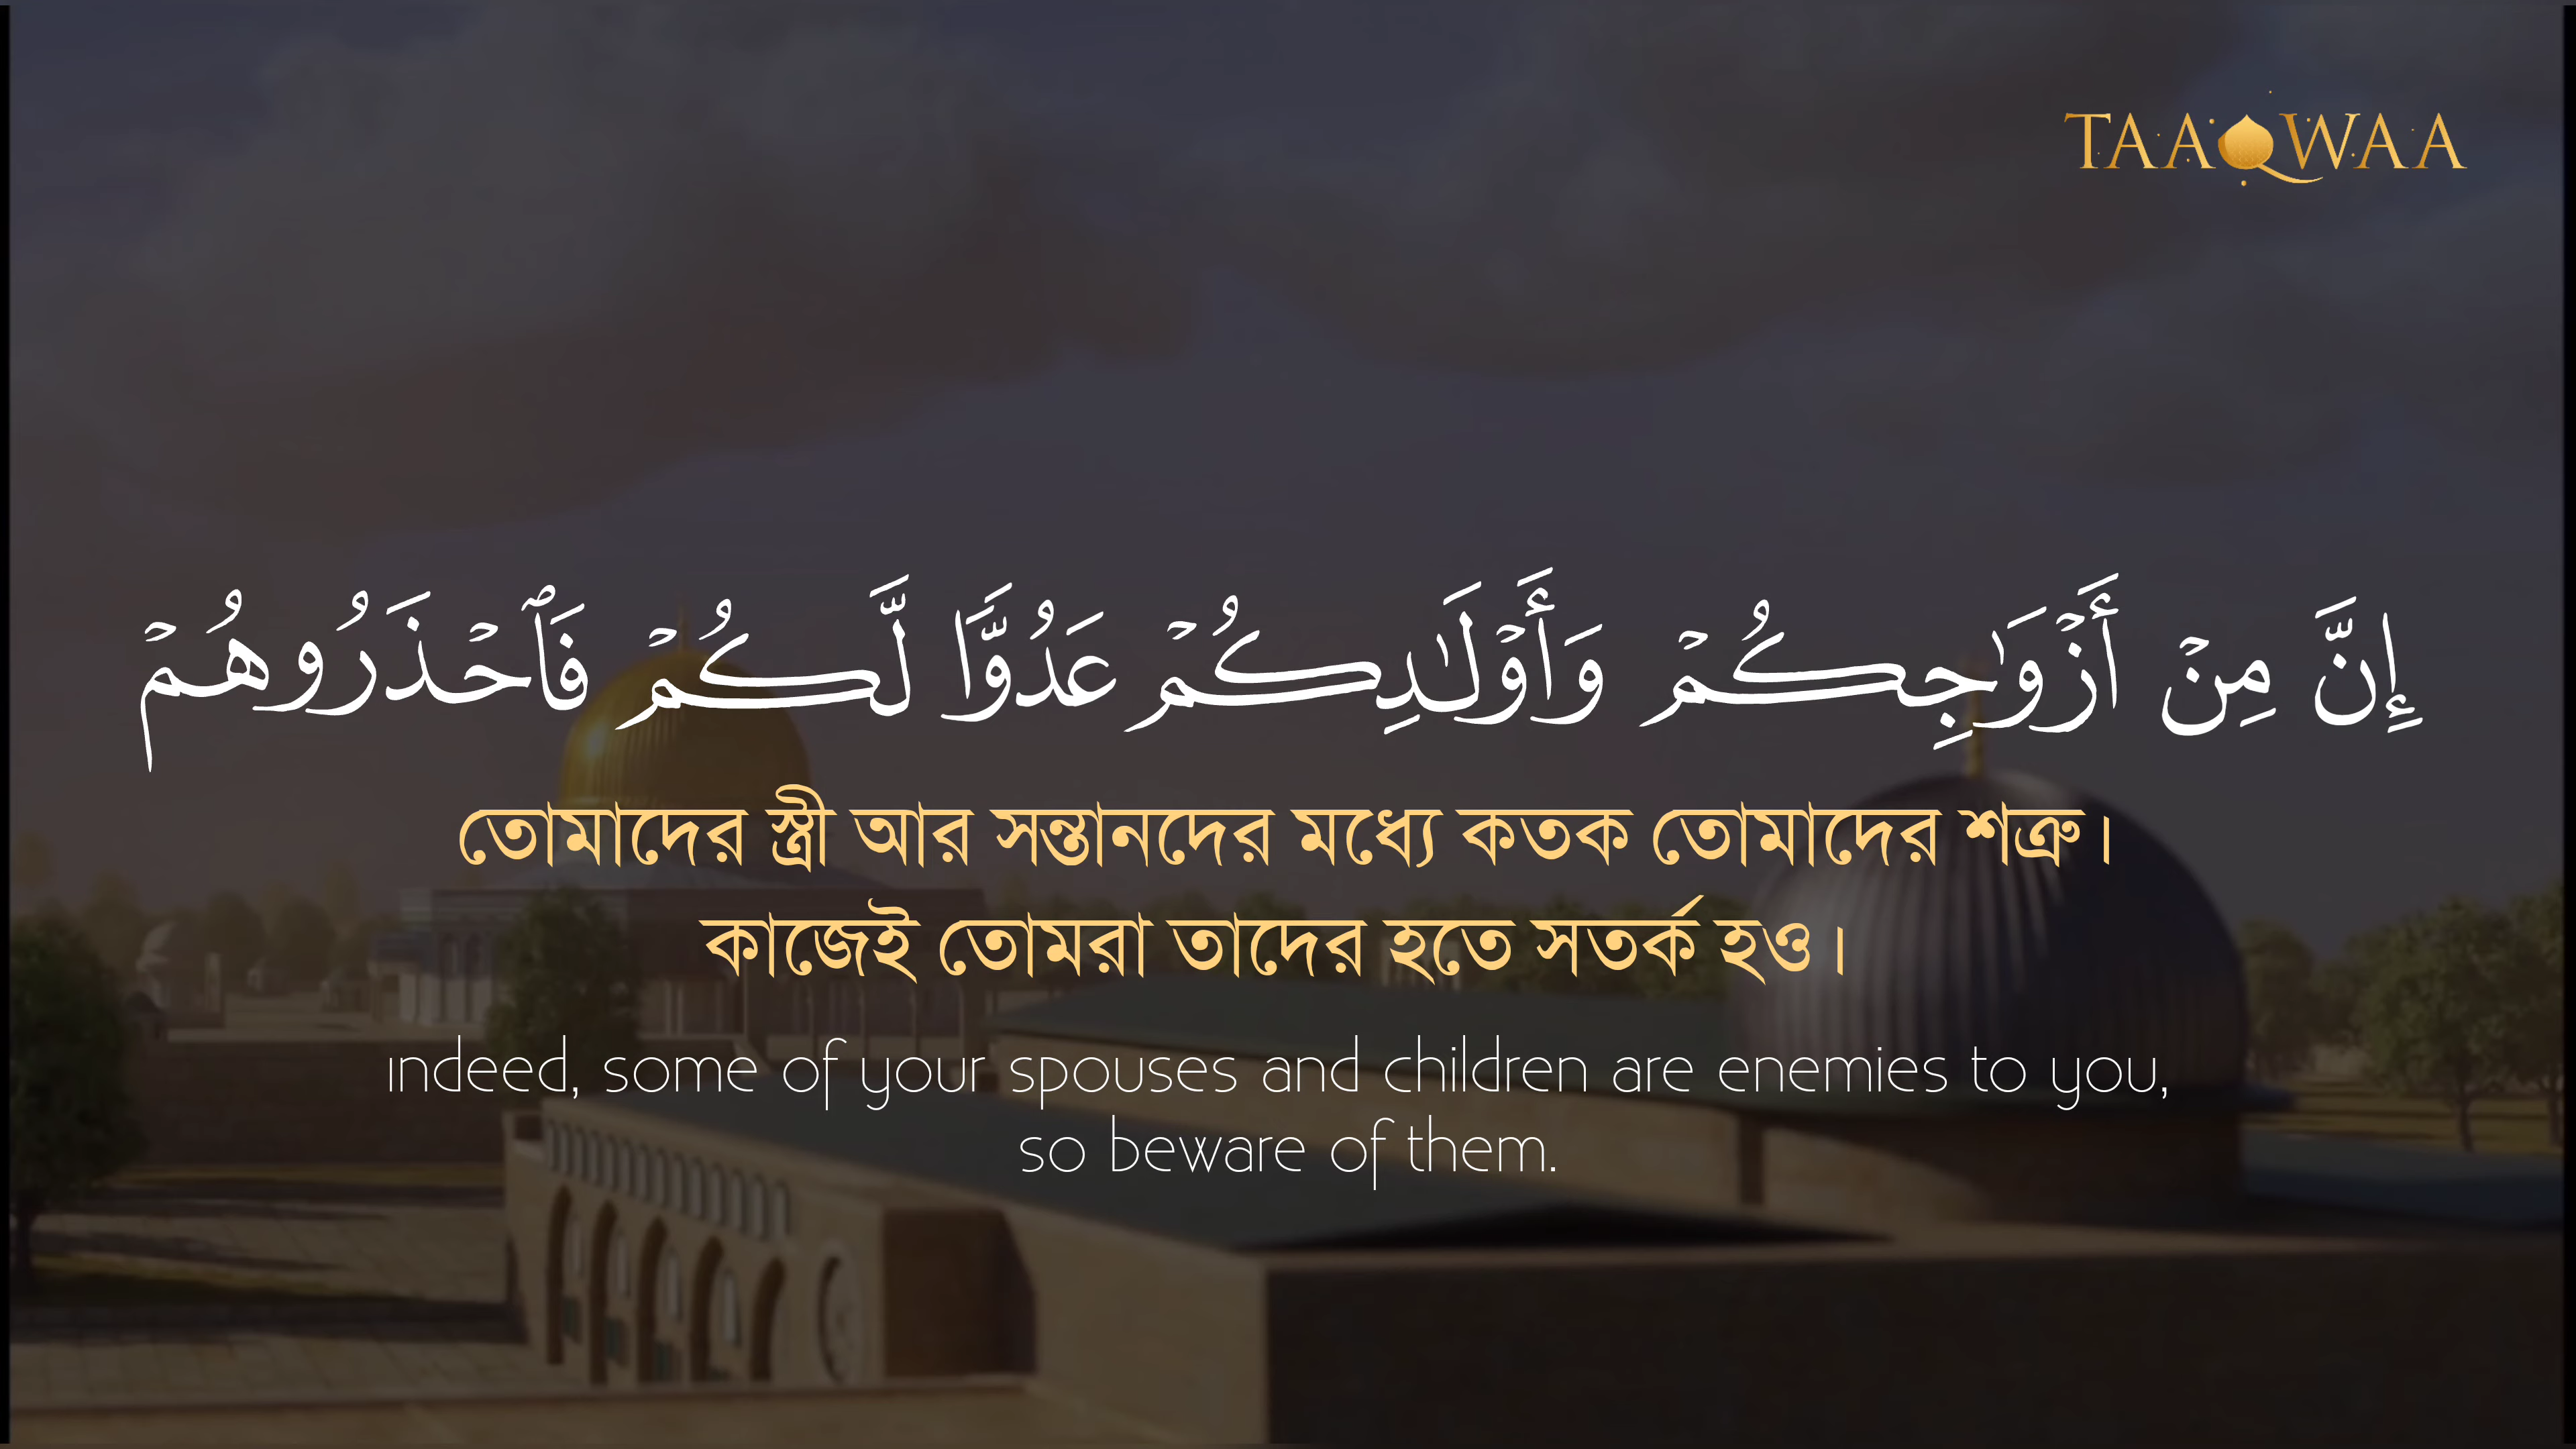 TAAQWAA
إِنَّ مِنْ أَزْوَٰجِكُمْ وَأَوْلَـٰدِكُمْ عَدُوًّا لَّكُمْ فَٱحْذَرُوهُمْ
তোমাদের স্ত্রী আর সন্তানদের মধ্যে কতক তোমাদের শত্রু।
কাজেই তোমরা তাদের হতে সতর্ক হও।
indeed, some of your spouses and children are enemies to you,
so beware of them.